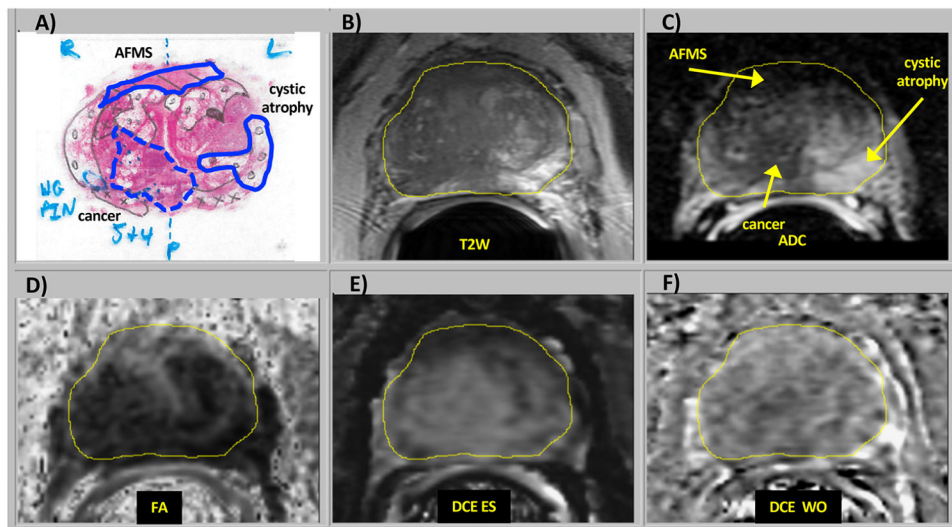 A)
R
AFMS
L
cystic
atrophy
HG
PIN
cancer
5+4
P
B)
T2W
C)
AFMS
cystic
atrophy
cancer
ADC
D)
FA
E)
DCE ES
F)
DCE WO